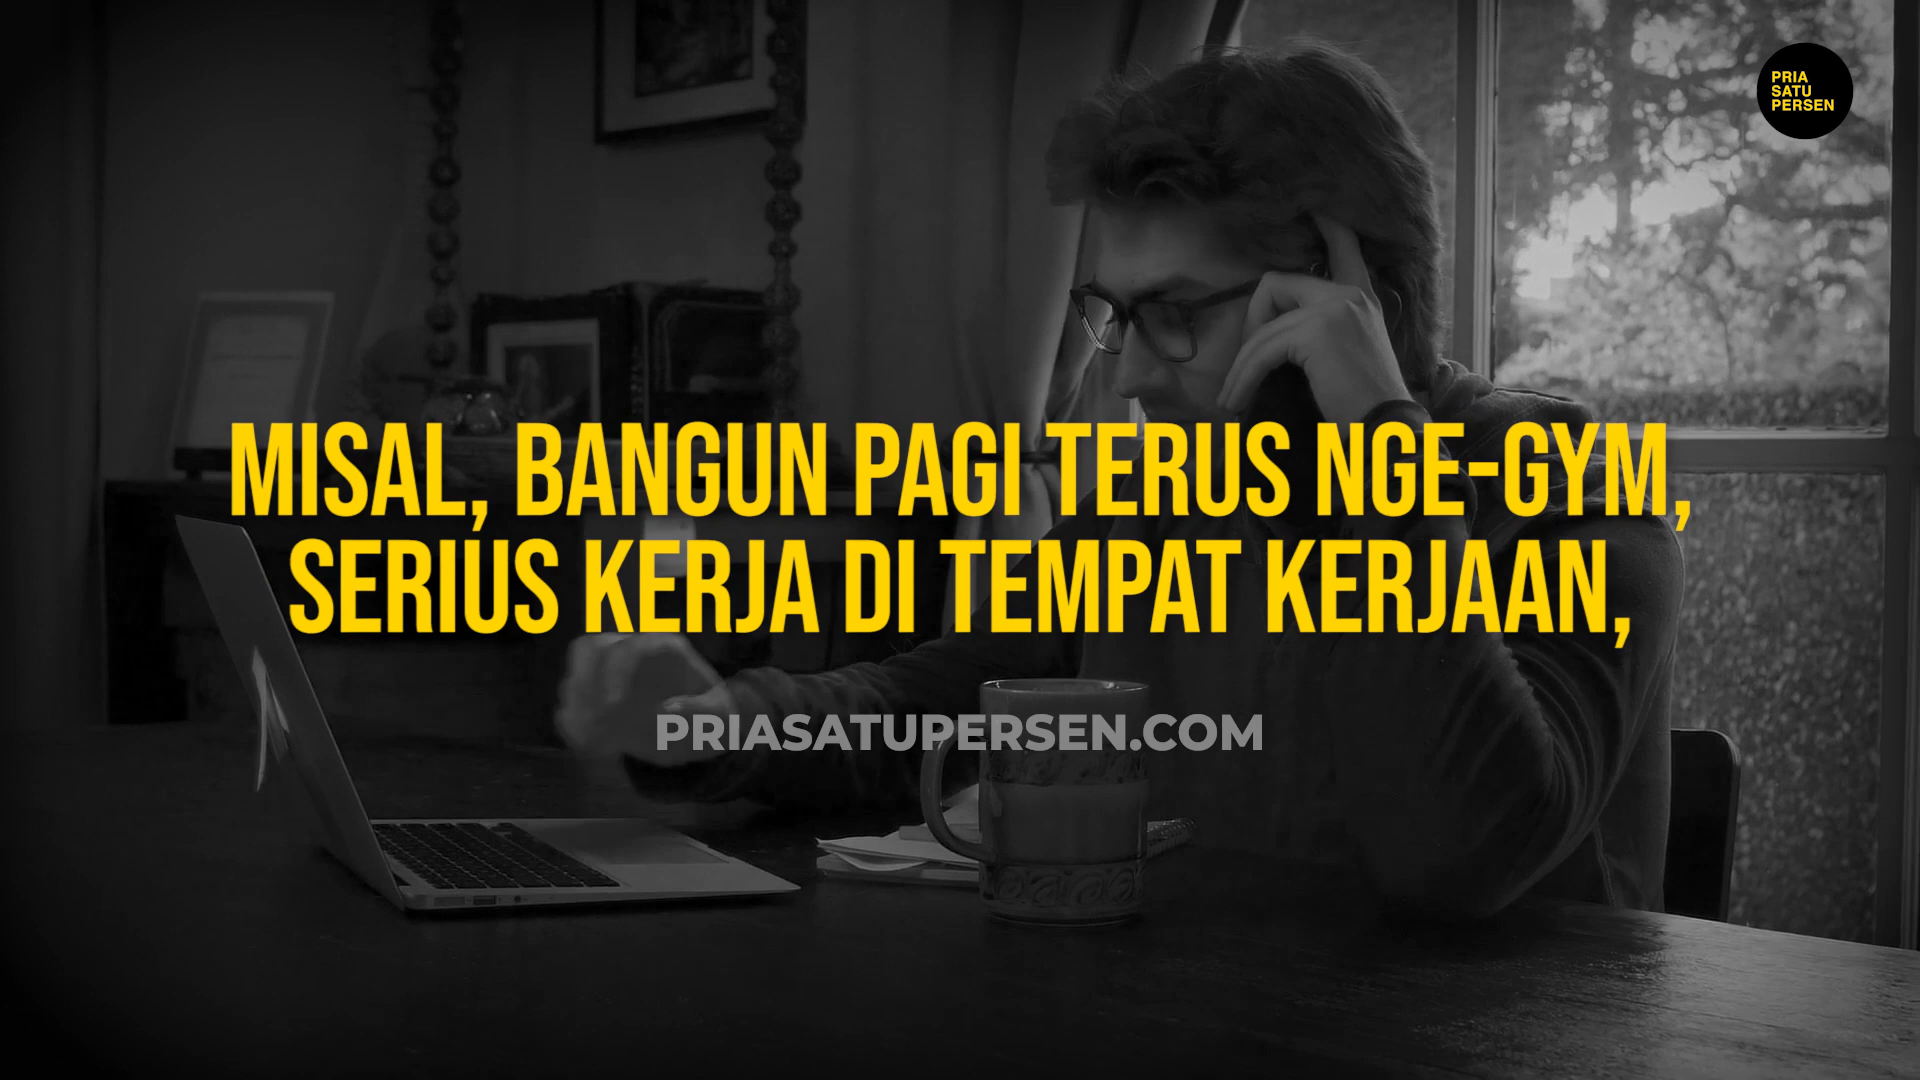 PRIA
SATU
PERSEN
MISAL, BANGUN PAGI TERUS NGE-GYM,
SERIUS KERJA DI TEMPAT KERJAAN,
PRIASATUPERSEN.COM